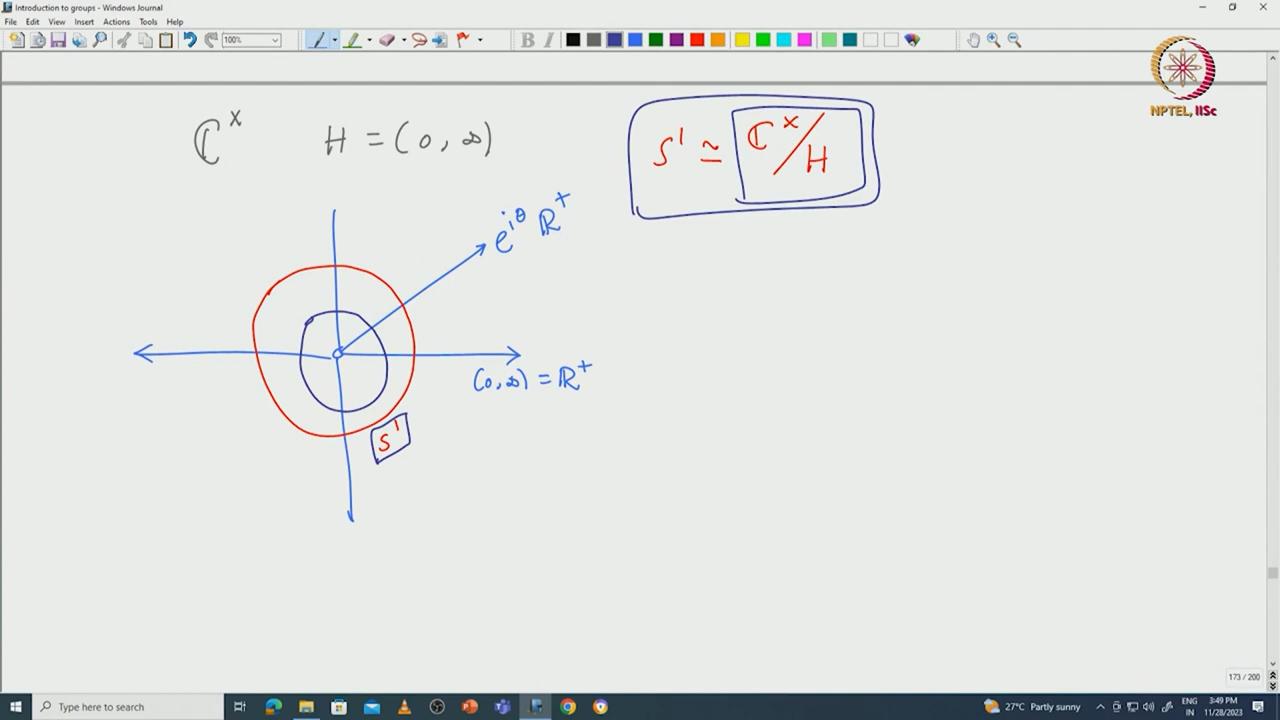 Introduction to groups - Windows Journal
File Edit View Insert Actions Tools Help
100%
B I
NPTEL, IISc
ℂ^× H = (0, ∞) S¹ ≃ ℂ^×/H
e^{iθ} ℝ⁺
(0, ∞) = ℝ⁺
S¹
173 / 200
Type here to search
27°C Partly sunny
ENG
IN
3:49 PM
11/28/2023